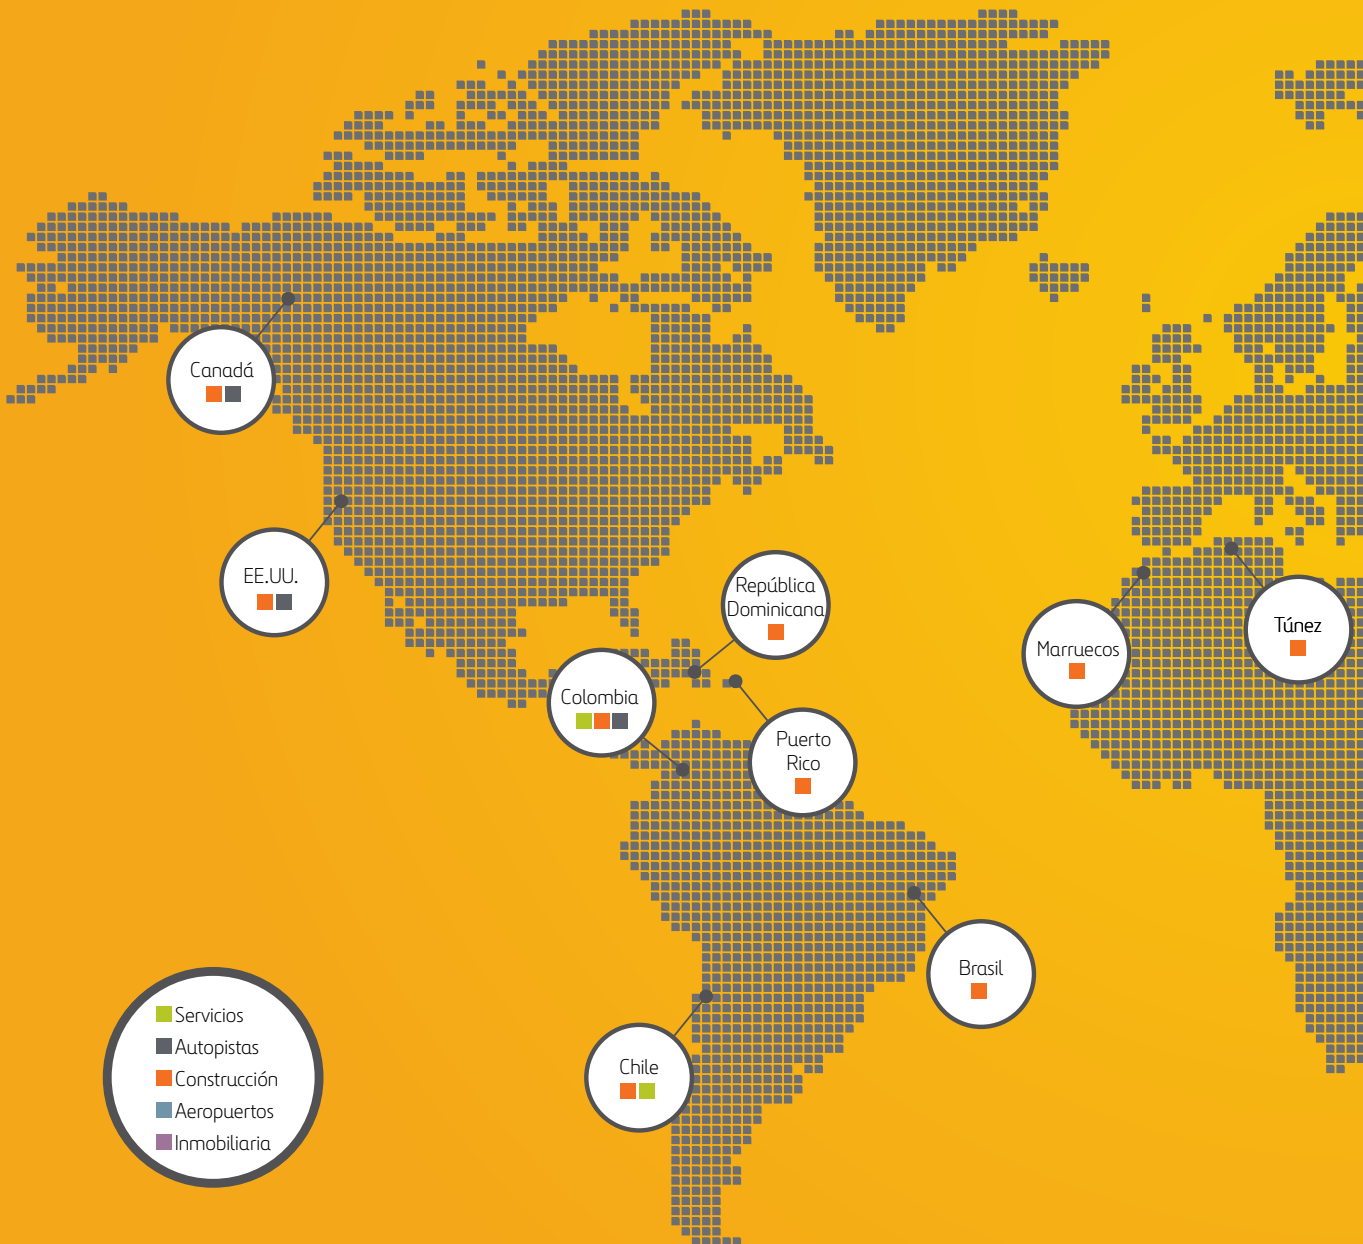 Canadá
EE.UU.
República
Dominicana
Túnez
Marruecos
Colombia
Puerto
Rico
Brasil
Chile
Servicios
Autopistas
Construcción
Aeropuertos
Inmobiliaria